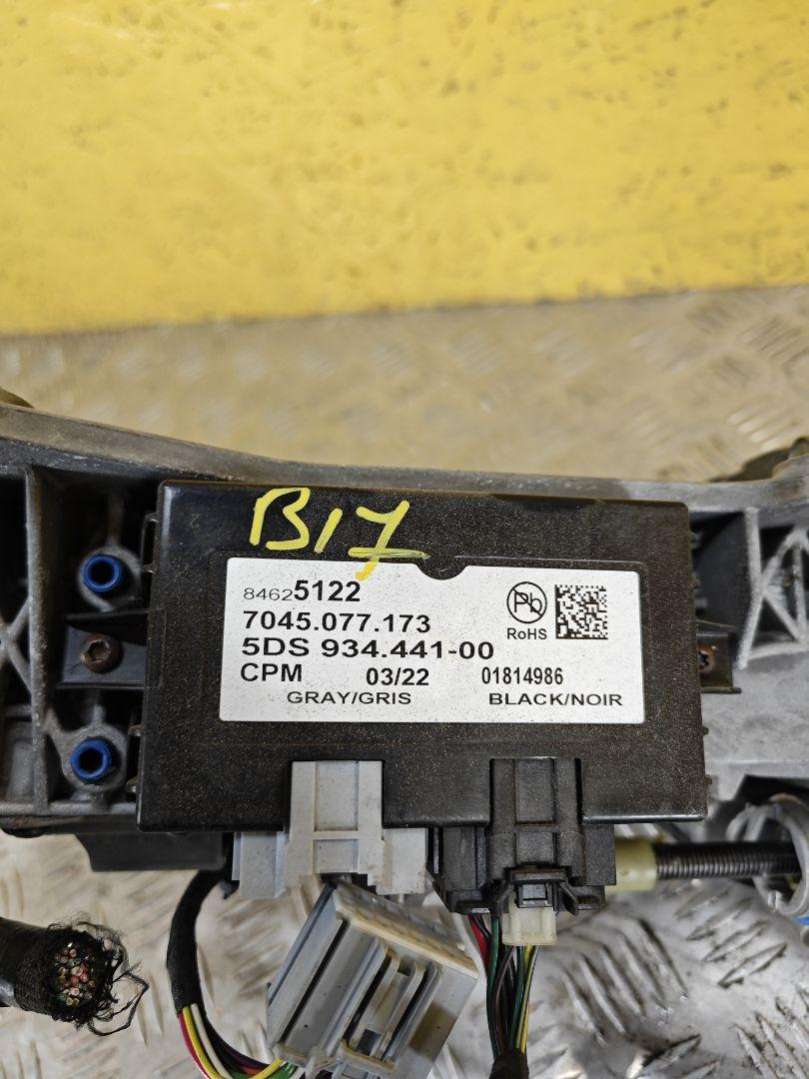 B17
84625122
7045.077.173
5DS 934.441-00
Pb
RoHS
CPM 03/22 01814986
GRAY/GRIS BLACK/NOIR